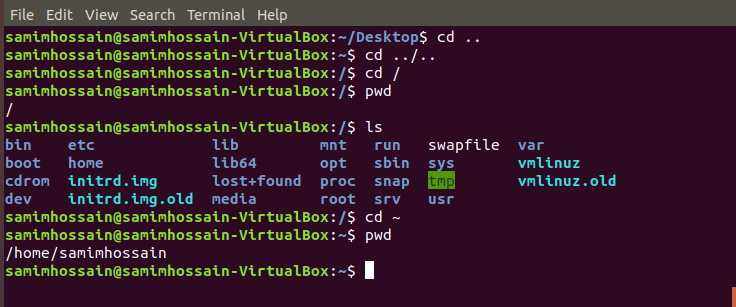 File Edit View Search Terminal Help
samimhossain@samimhossain-VirtualBox:~/Desktop$ cd ..
samimhossain@samimhossain-VirtualBox:~$ cd ../..
samimhossain@samimhossain-VirtualBox:/$ cd /
samimhossain@samimhossain-VirtualBox:/$ pwd
/
samimhossain@samimhossain-VirtualBox:/$ ls
bin etc lib mnt run swapfile var
boot home lib64 opt sbin sys vmlinuz
cdrom initrd.img lost+found proc snap tmp vmlinuz.old
dev initrd.img.old media root srv usr
samimhossain@samimhossain-VirtualBox:/$ cd ~
samimhossain@samimhossain-VirtualBox:~$ pwd
/home/samimhossain
samimhossain@samimhossain-VirtualBox:~$